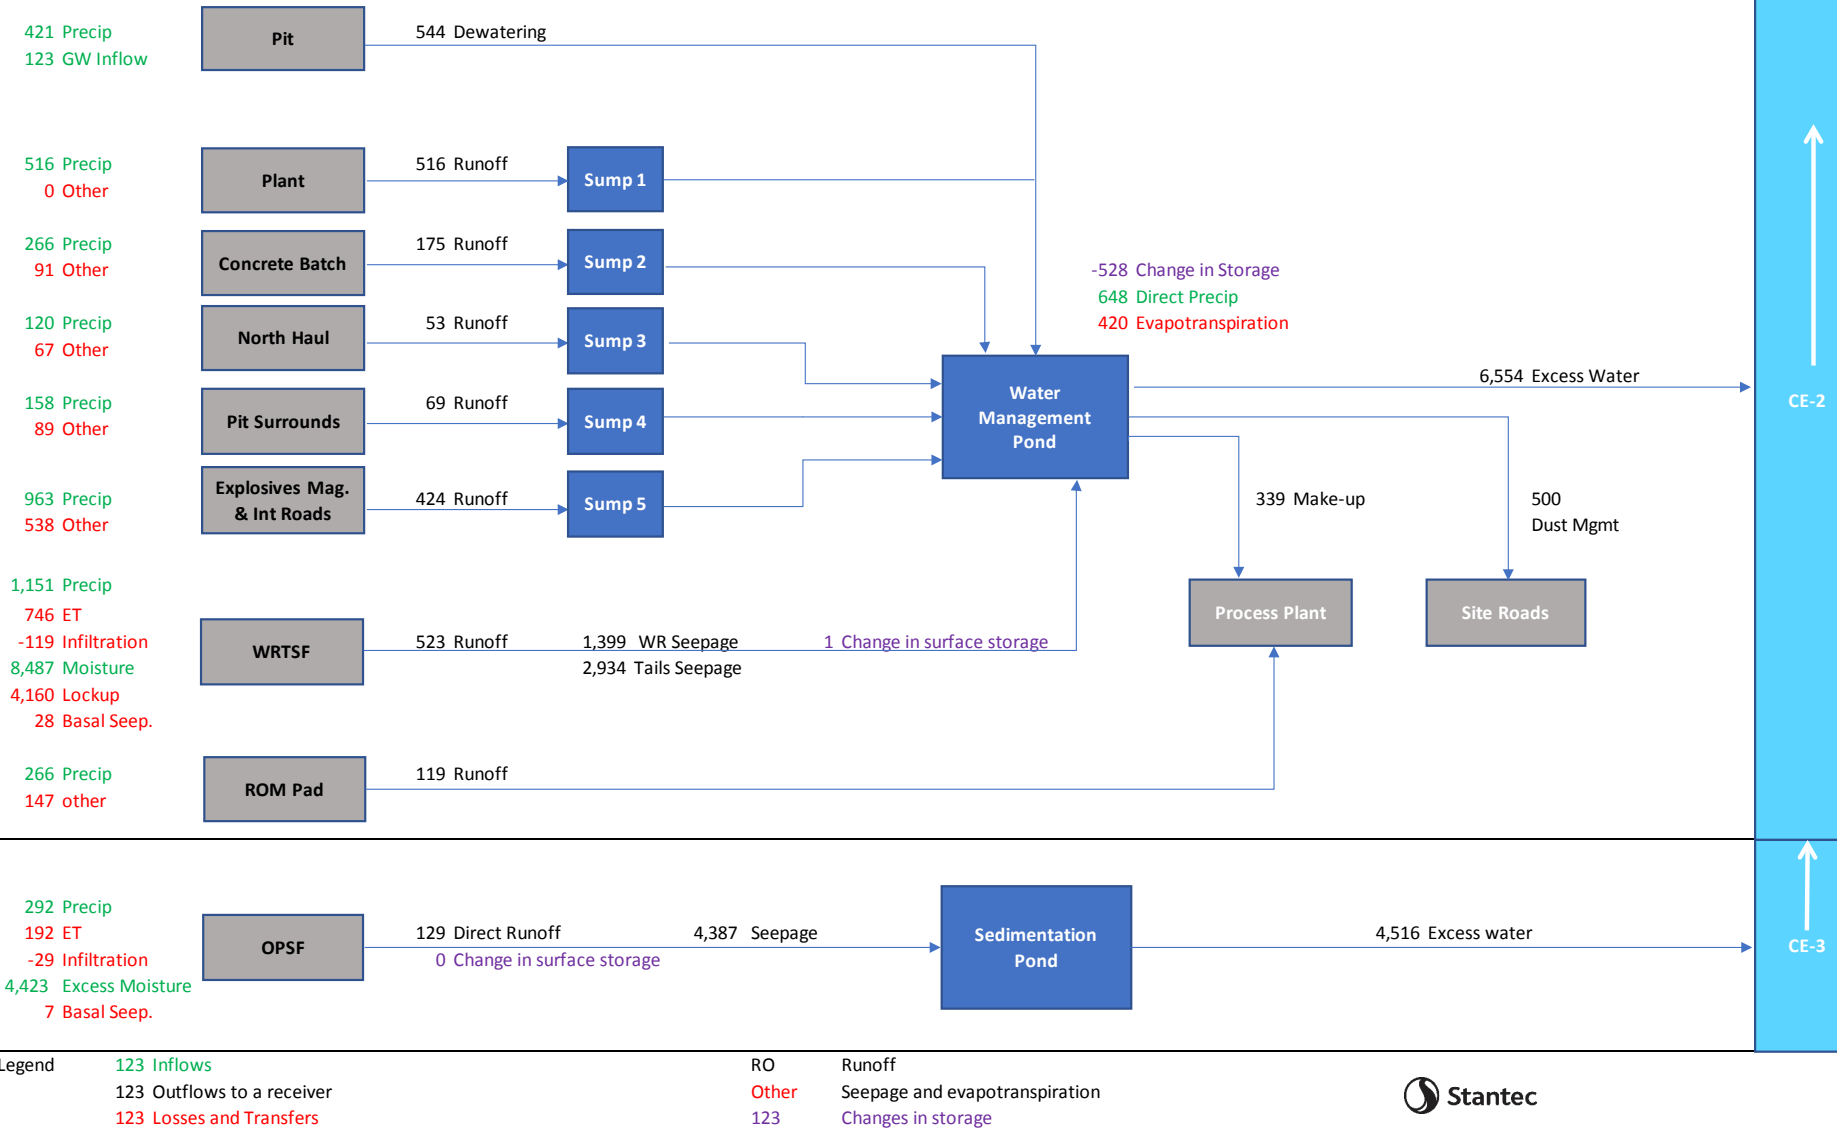 421 Precip
123 GW Inflow
Pit
544 Dewatering
516 Precip
0 Other
Plant
516 Runoff
Sump 1
266 Precip
91 Other
Concrete Batch
175 Runoff
Sump 2
-528 Change in Storage
648 Direct Precip
420 Evapotranspiration
120 Precip
67 Other
North Haul
53 Runoff
Sump 3
158 Precip
89 Other
Pit Surrounds
69 Runoff
Sump 4
Water
Management
Pond
6,554 Excess Water
CE-2
963 Precip
538 Other
Explosives Mag.
& Int Roads
424 Runoff
Sump 5
339 Make-up
500
Dust Mgmt
1,151 Precip
746 ET
-119 Infiltration
8,487 Moisture
4,160 Lockup
28 Basal Seep.
WRTSF
523 Runoff
1,399 WR Seepage
2,934 Tails Seepage
1 Change in surface storage
Process Plant
Site Roads
266 Precip
147 other
ROM Pad
119 Runoff
292 Precip
192 ET
-29 Infiltration
4,423 Excess Moisture
7 Basal Seep.
OPSF
129 Direct Runoff
0 Change in surface storage
4,387 Seepage
Sedimentation
Pond
4,516 Excess water
CE-3
Legend
123 Inflows
123 Outflows to a receiver
123 Losses and Transfers
RO Runoff
Other Seepage and evapotranspiration
123 Changes in storage
Stantec